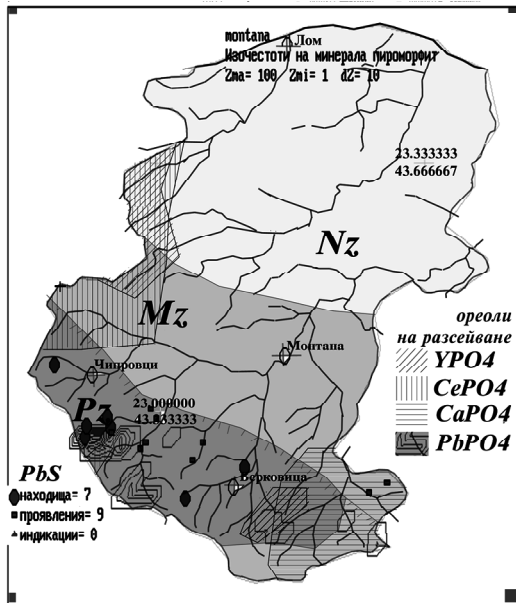 montana
Лом
Изочестоти на минерала пироморфит
Zma= 100 Zmi= 1 dZ= 10
23.333333
43.666667
Nz
Mz
ореоли
на разсейване
YPO4
CePO4
CaPO4
PbPO4
Монтана
Чипровци
23.000000
43.333333
Pz
PbS
находища= 7
проявления= 9
индикации= 0
Берковица